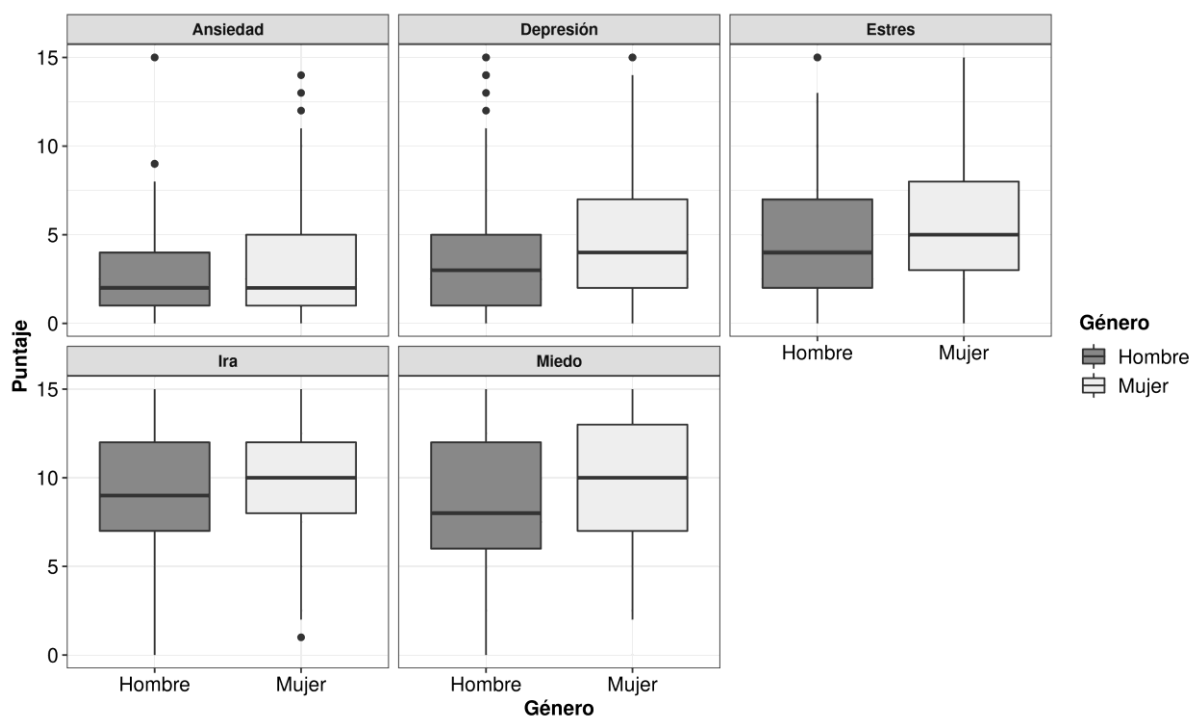 Ansiedad
Depresión
Estres
15
10
5
0
Hombre
Mujer
Ira
Miedo
15
10
5
0
Hombre
Mujer
Hombre
Mujer
Puntaje
Género
Género
Hombre
Mujer